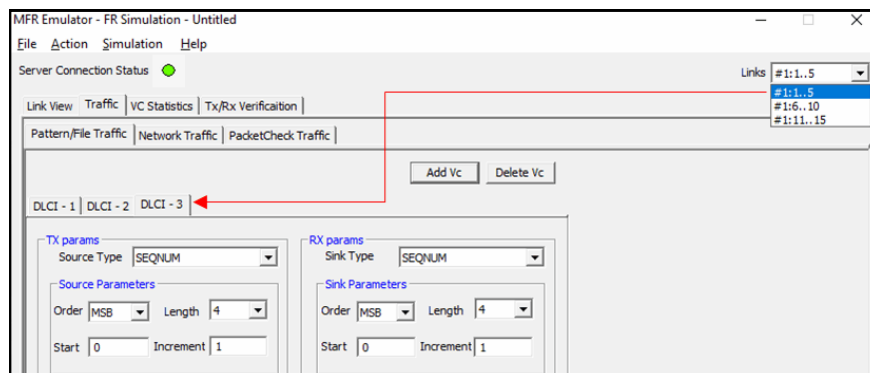 MFR Emulator - FR Simulation - Untitled
File Action Simulation Help
Server Connection Status
Links #1:1..5
#1:1..5
#1:6..10
#1:11..15
Link View Traffic VC Statistics Tx/Rx Verificaition
Pattern/File Traffic Network Traffic PacketCheck Traffic
Add Vc Delete Vc
DLCI - 1 DLCI - 2 DLCI - 3
TX params
Source Type SEQNUM
Source Parameters
Order MSB Length 4
Start 0 Increment 1
RX params
Sink Type SEQNUM
Sink Parameters
Order MSB Length 4
Start 0 Increment 1